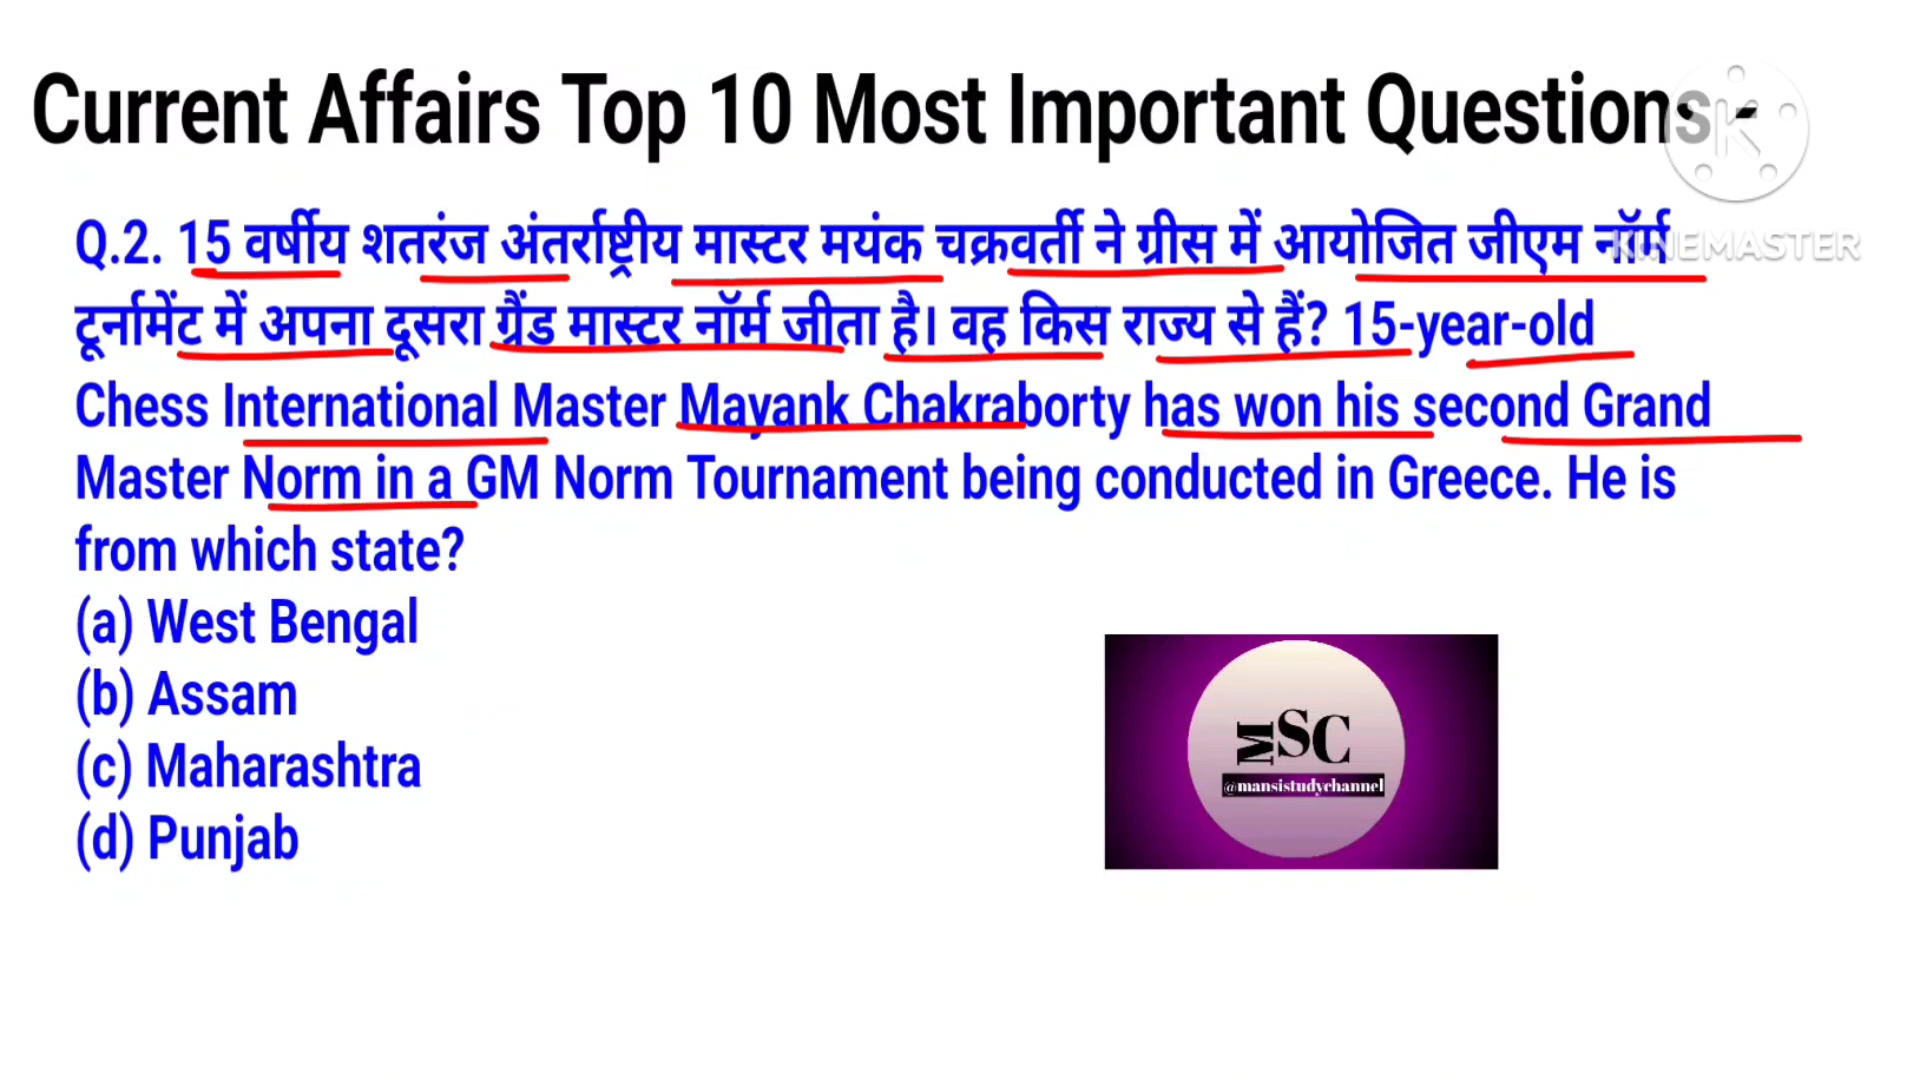 Current Affairs Top 10 Most Important Questions-
Q.2. 15 वर्षीय शतरंज अंतर्राष्ट्रीय मास्टर मयंक चक्रवर्ती ने ग्रीस में आयोजित जीएम नॉर्म
KINEMASTER
टूर्नामेंट में अपना दूसरा ग्रैंड मास्टर नॉर्म जीता है। वह किस राज्य से हैं? 15-year-old
Chess International Master Mayank Chakraborty has won his second Grand
Master Norm in a GM Norm Tournament being conducted in Greece. He is
from which state?
(a) West Bengal
(b) Assam
(c) Maharashtra
(d) Punjab
MSC
@mansistudychannel